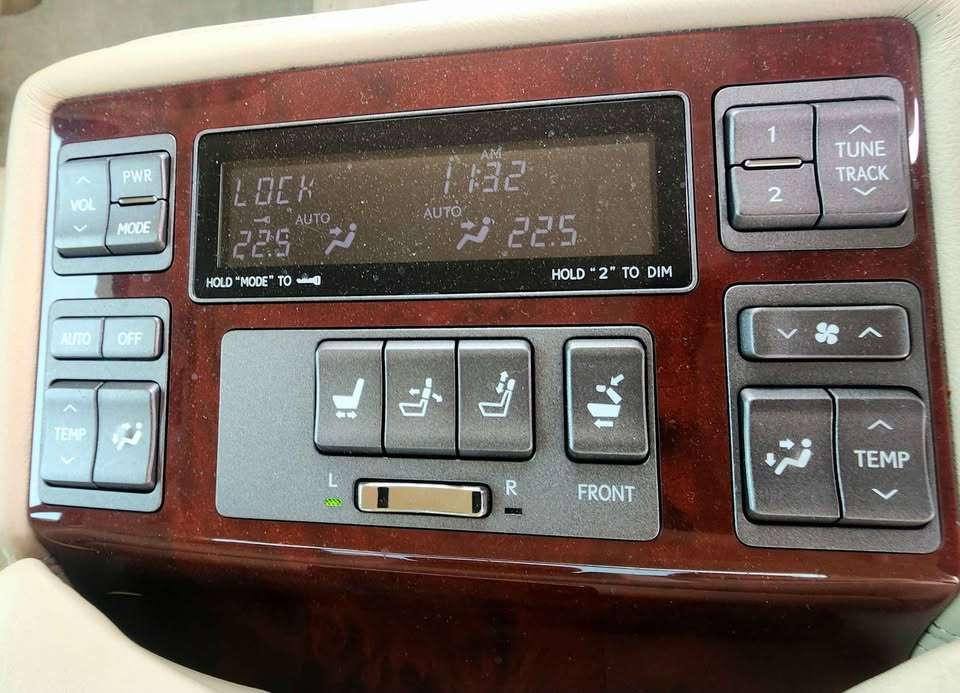 PWR
VOL
MODE
AM
LOCK 11:32
AUTO AUTO
22.5 22.5
HOLD "MODE" TO HOLD "2" TO DIM
1
2
TUNE
TRACK
AUTO OFF
TEMP
L R
FRONT
TEMP